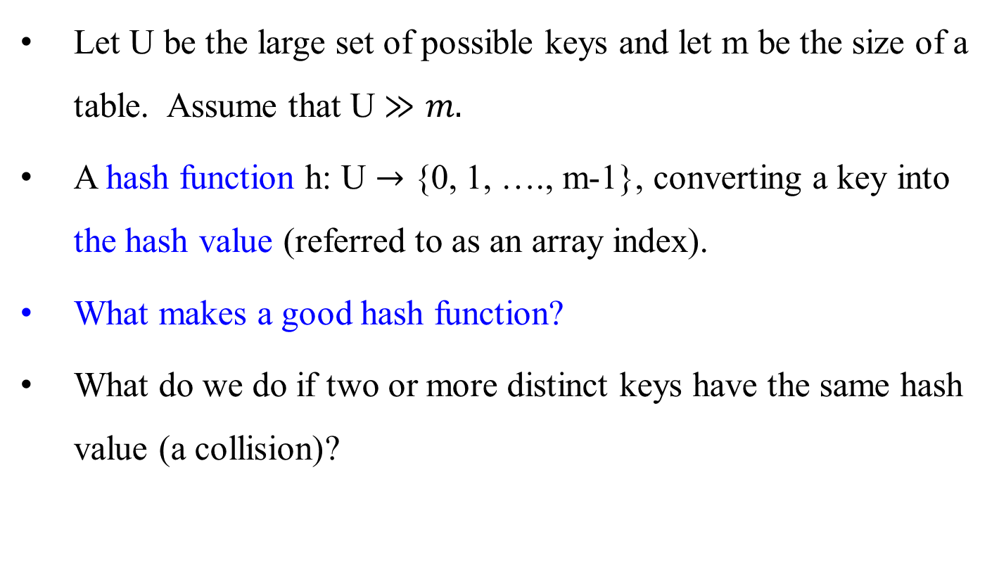 • Let U be the large set of possible keys and let m be the size of a
table. Assume that U ≫ m.
• A hash function h: U → {0, 1, …., m-1}, converting a key into
the hash value (referred to as an array index).
• What makes a good hash function?
• What do we do if two or more distinct keys have the same hash
value (a collision)?